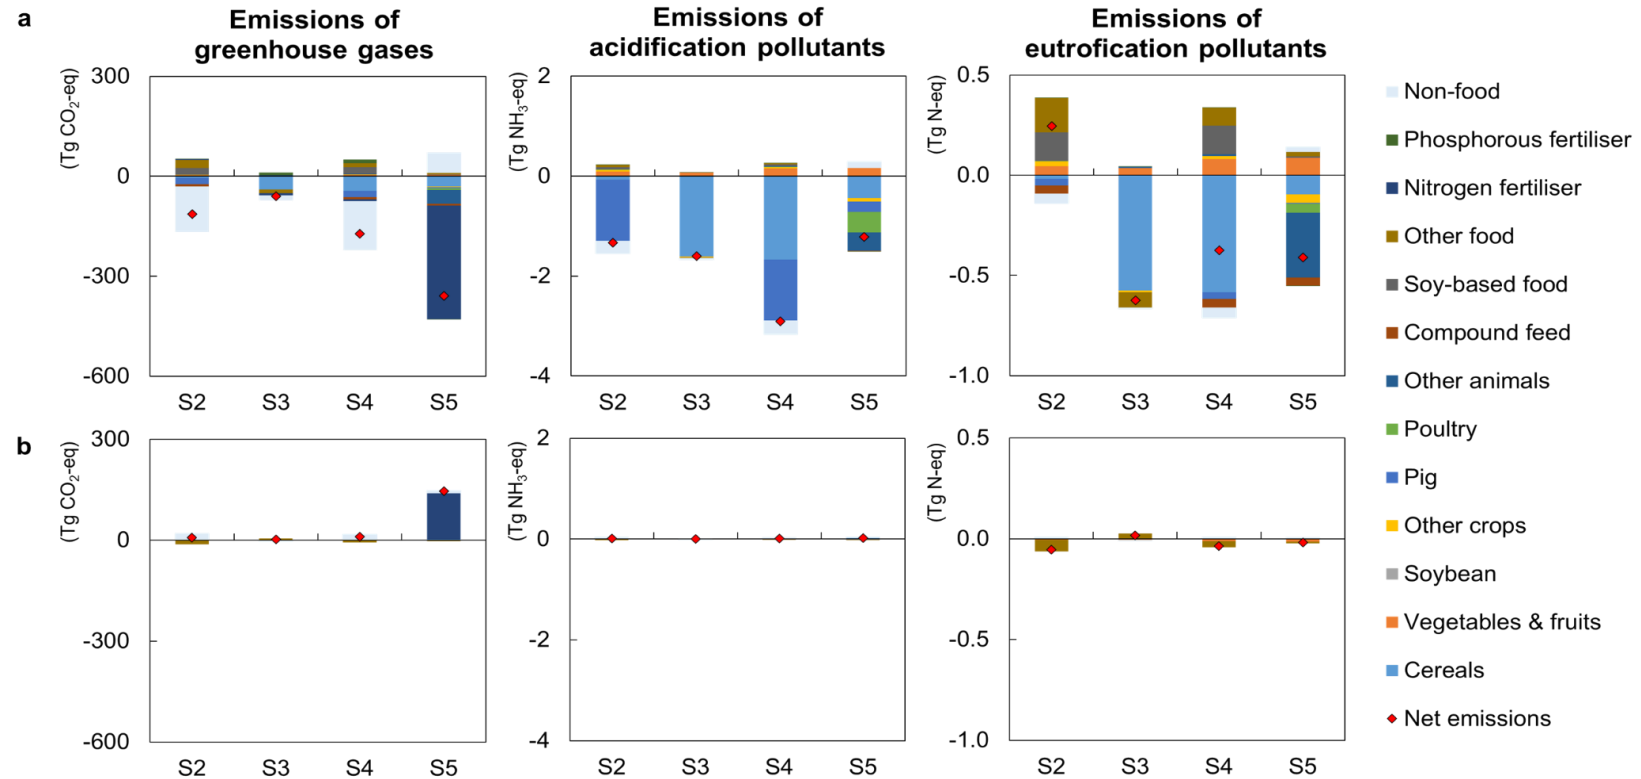 a
Emissions of
greenhouse gases
Emissions of
acidification pollutants
Emissions of
eutrofication pollutants
(Tg CO₂-eq)
300
0
-300
-600
S2 S3 S4 S5
(Tg NH₃-eq)
2
0
-2
-4
S2 S3 S4 S5
(Tg N-eq)
0.5
0.0
-0.5
-1.0
S2 S3 S4 S5
b
(Tg CO₂-eq)
300
0
-300
-600
S2 S3 S4 S5
(Tg NH₃-eq)
2
0
-2
-4
S2 S3 S4 S5
(Tg N-eq)
0.5
0.0
-0.5
-1.0
S2 S3 S4 S5
Non-food
Phosphorous fertiliser
Nitrogen fertiliser
Other food
Soy-based food
Compound feed
Other animals
Poultry
Pig
Other crops
Soybean
Vegetables & fruits
Cereals
Net emissions